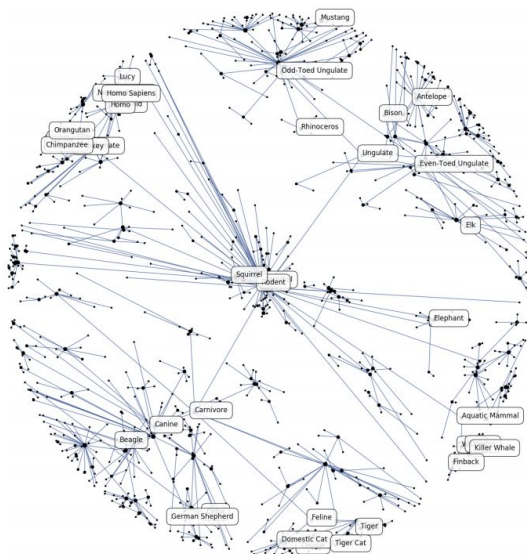 Mustang
Odd-Toed Ungulate
Lucy
Homo Sapiens
Homo
Antelope
Bison
Rhinoceros
Orangutan
Chimpanzee
Ungulate
Even-Toed Ungulate
Elk
Squirrel
Rodent
Elephant
Carnivore
Aquatic Mammal
Canine
Beagle
Killer Whale
Finback
German Shepherd
Feline
Tiger
Domestic Cat
Tiger Cat